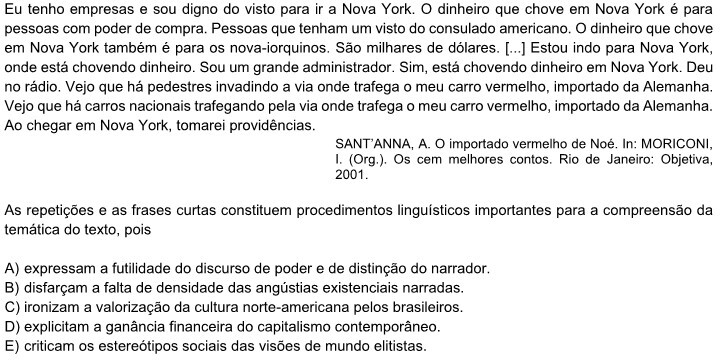 Eu tenho empresas e sou digno do visto para ir a Nova York. O dinheiro que chove em Nova York é para
pessoas com poder de compra. Pessoas que tenham um visto do consulado americano. O dinheiro que chove
em Nova York também é para os nova-iorquinos. São milhares de dólares. [...] Estou indo para Nova York,
onde está chovendo dinheiro. Sou um grande administrador. Sim, está chovendo dinheiro em Nova York. Deu
no rádio. Vejo que há pedestres invadindo a via onde trafega o meu carro vermelho, importado da Alemanha.
Vejo que há carros nacionais trafegando pela via onde trafega o meu carro vermelho, importado da Alemanha.
Ao chegar em Nova York, tomarei providências.
SANT'ANNA, A. O importado vermelho de Noé. In: MORICONI,
I. (Org.). Os cem melhores contos. Rio de Janeiro: Objetiva,
2001.
As repetições e as frases curtas constituem procedimentos linguísticos importantes para a compreensão da
temática do texto, pois
A) expressam a futilidade do discurso de poder e de distinção do narrador.
B) disfarçam a falta de densidade das angústias existenciais narradas.
C) ironizam a valorização da cultura norte-americana pelos brasileiros.
D) explicitam a ganância financeira do capitalismo contemporâneo.
E) criticam os estereótipos sociais das visões de mundo elitistas.